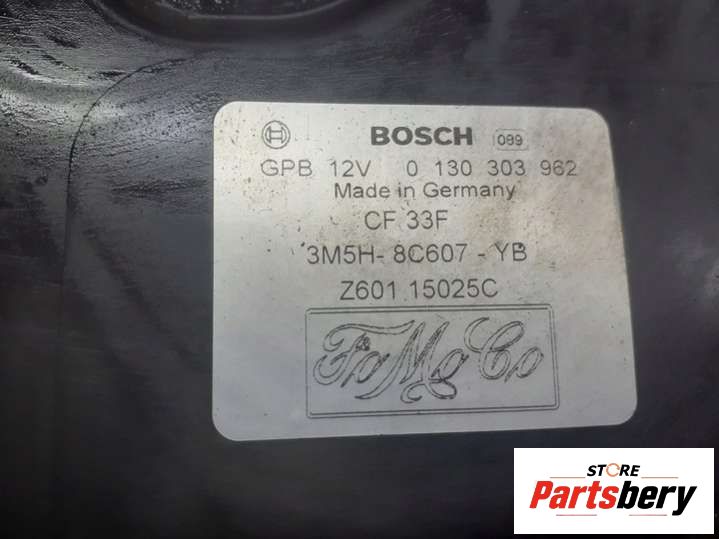 BOSCH 099
GPB 12V 0 130 303 962
Made in Germany
CF 33F
3M5H- 8C607 - YB
Z601 15025C
FoMoCo
STORE
Partsbery